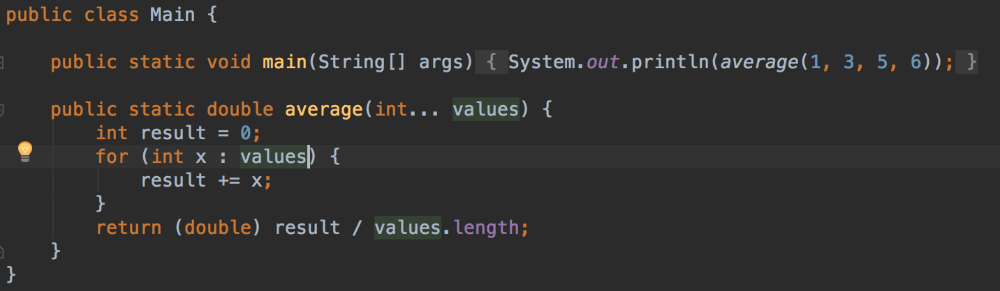 public class Main {
public static void main(String[] args) { System.out.println(average(1, 3, 5, 6)); }
public static double average(int... values) {
int result = 0;
for (int x : values) {
result += x;
}
return (double) result / values.length;
}
}